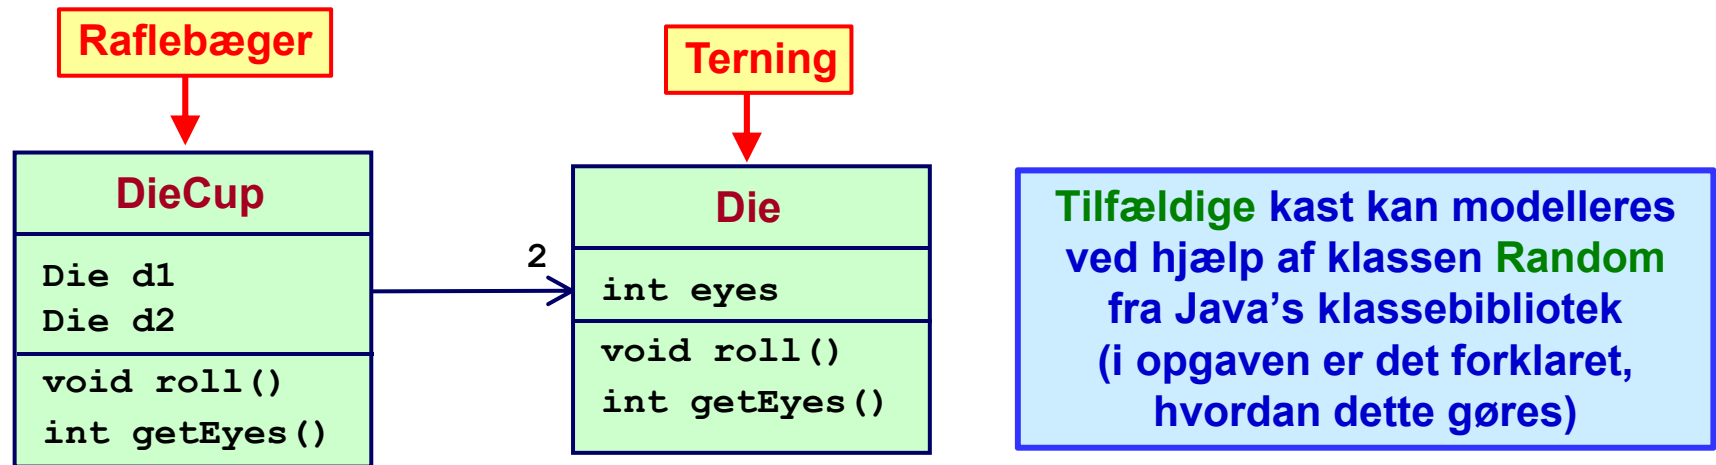 Raflebæger
DieCup
Die d1
Die d2
void roll()
int getEyes()
2
Terning
Die
int eyes
void roll()
int getEyes()
Tilfældige kast kan modelleres
ved hjælp af klassen Random
fra Java’s klassebibliotek
(i opgaven er det forklaret,
hvordan dette gøres)